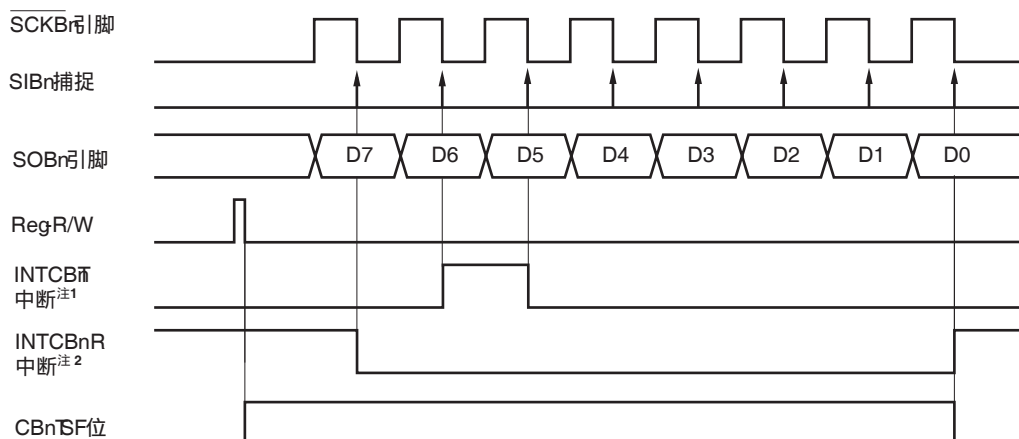 SCKBn引脚
SIBn捕捉
SOBn引脚
D7 D6 D5 D4 D3 D2 D1 D0
Reg-R/W
INTCBnT
中断注1
INTCBnR
中断注2
CBnTSF位